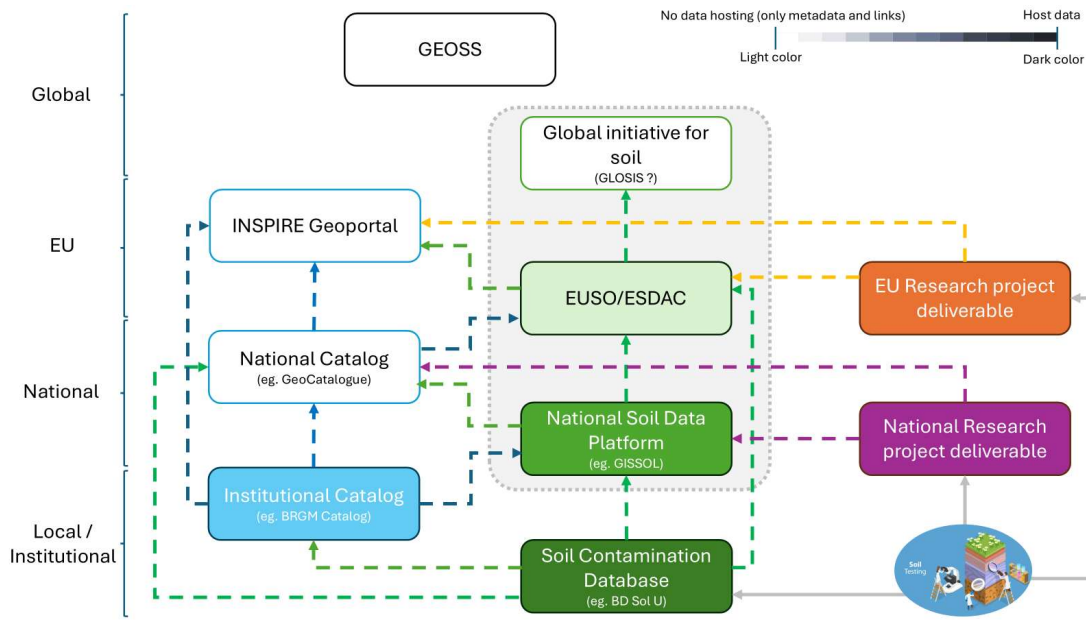 No data hosting (only metadata and links)
Host data
Light color
Dark color
GEOSS
Global
Global initiative for
soil
(GLOSIS ?)
EU
INSPIRE Geoportal
EUSO/ESDAC
EU Research project
deliverable
National
National Catalog
(eg. GeoCatalogue)
National Soil Data
Platform
(eg. GISSOL)
National Research
project deliverable
Local /
Institutional
Institutional Catalog
(eg. BRGM Catalog)
Soil Contamination
Database
(eg. BD Sol U)
Soil
Testing